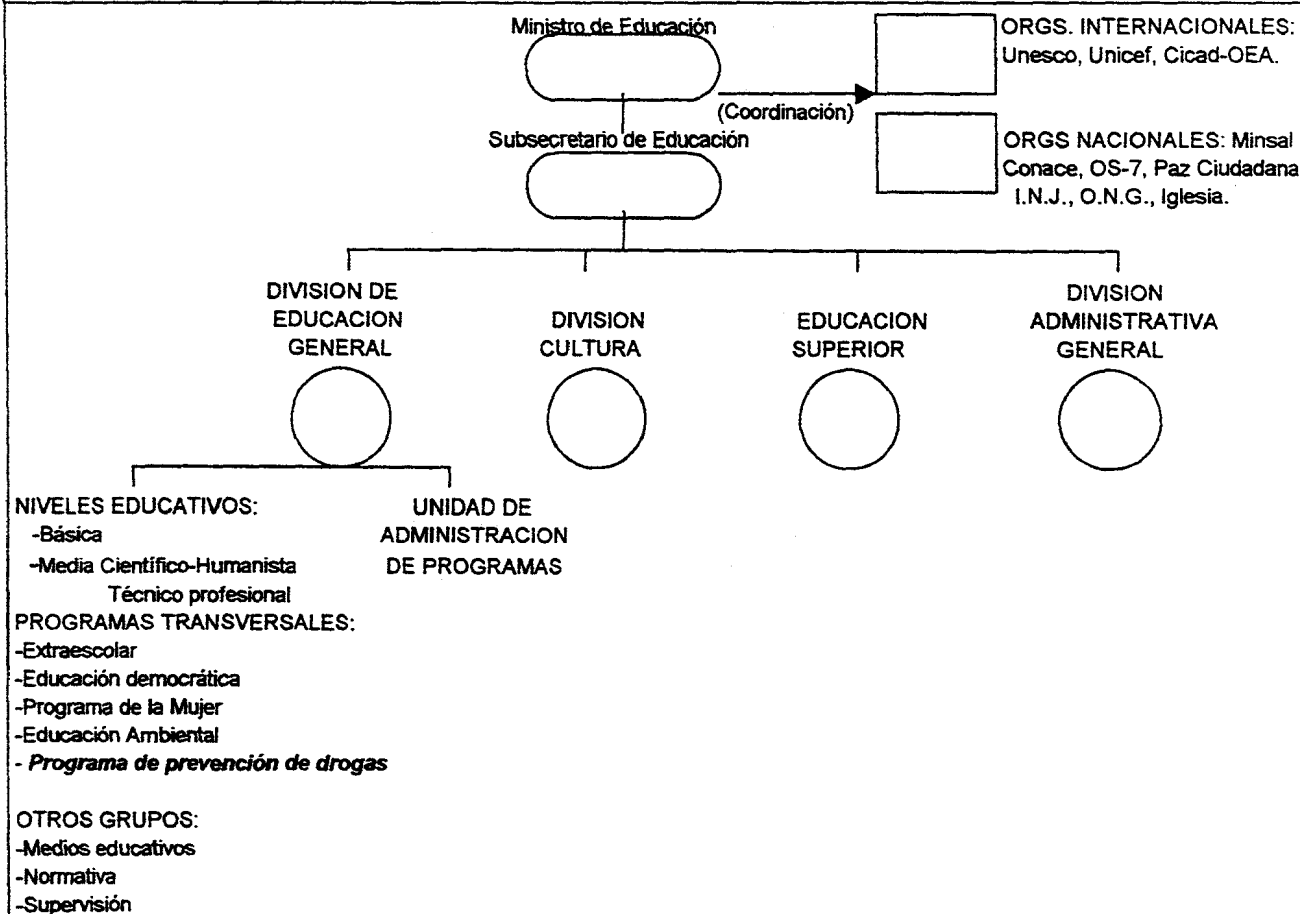 Ministro de Educación
ORGS. INTERNACIONALES:
Unesco, Unicef, Cicad-OEA.
(Coordinación)
Subsecretario de Educación
ORGS NACIONALES: Minsal
Conace, OS-7, Paz Ciudadana
I.N.J., O.N.G., Iglesia.
DIVISION DE
EDUCACION
GENERAL
DIVISION
CULTURA
EDUCACION
SUPERIOR
DIVISION
ADMINISTRATIVA
GENERAL
NIVELES EDUCATIVOS:
-Básica
-Media Científico-Humanista
Técnico profesional
UNIDAD DE
ADMINISTRACION
DE PROGRAMAS
PROGRAMAS TRANSVERSALES:
-Extraescolar
-Educación democrática
-Programa de la Mujer
-Educación Ambiental
- Programa de prevención de drogas
OTROS GRUPOS:
-Medios educativos
-Normativa
-Supervisión